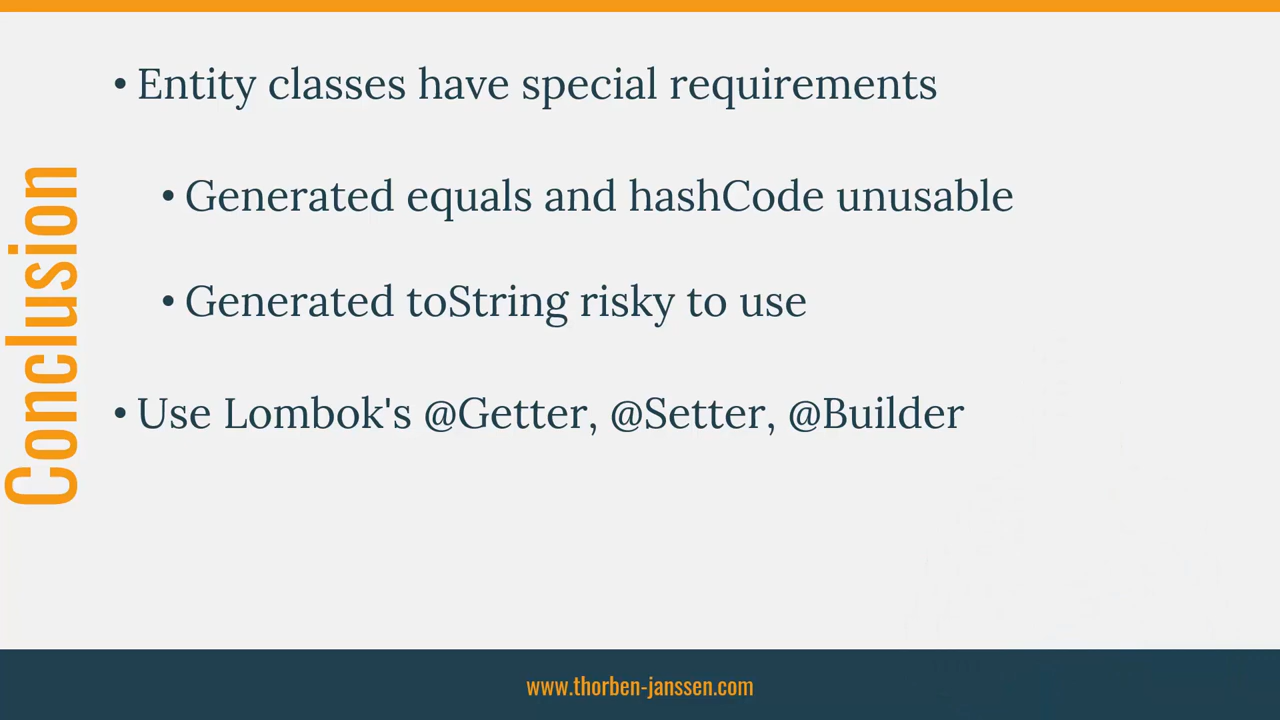 Conclusion
• Entity classes have special requirements
• Generated equals and hashCode unusable
• Generated toString risky to use
• Use Lombok's @Getter, @Setter, @Builder
www.thorben-janssen.com